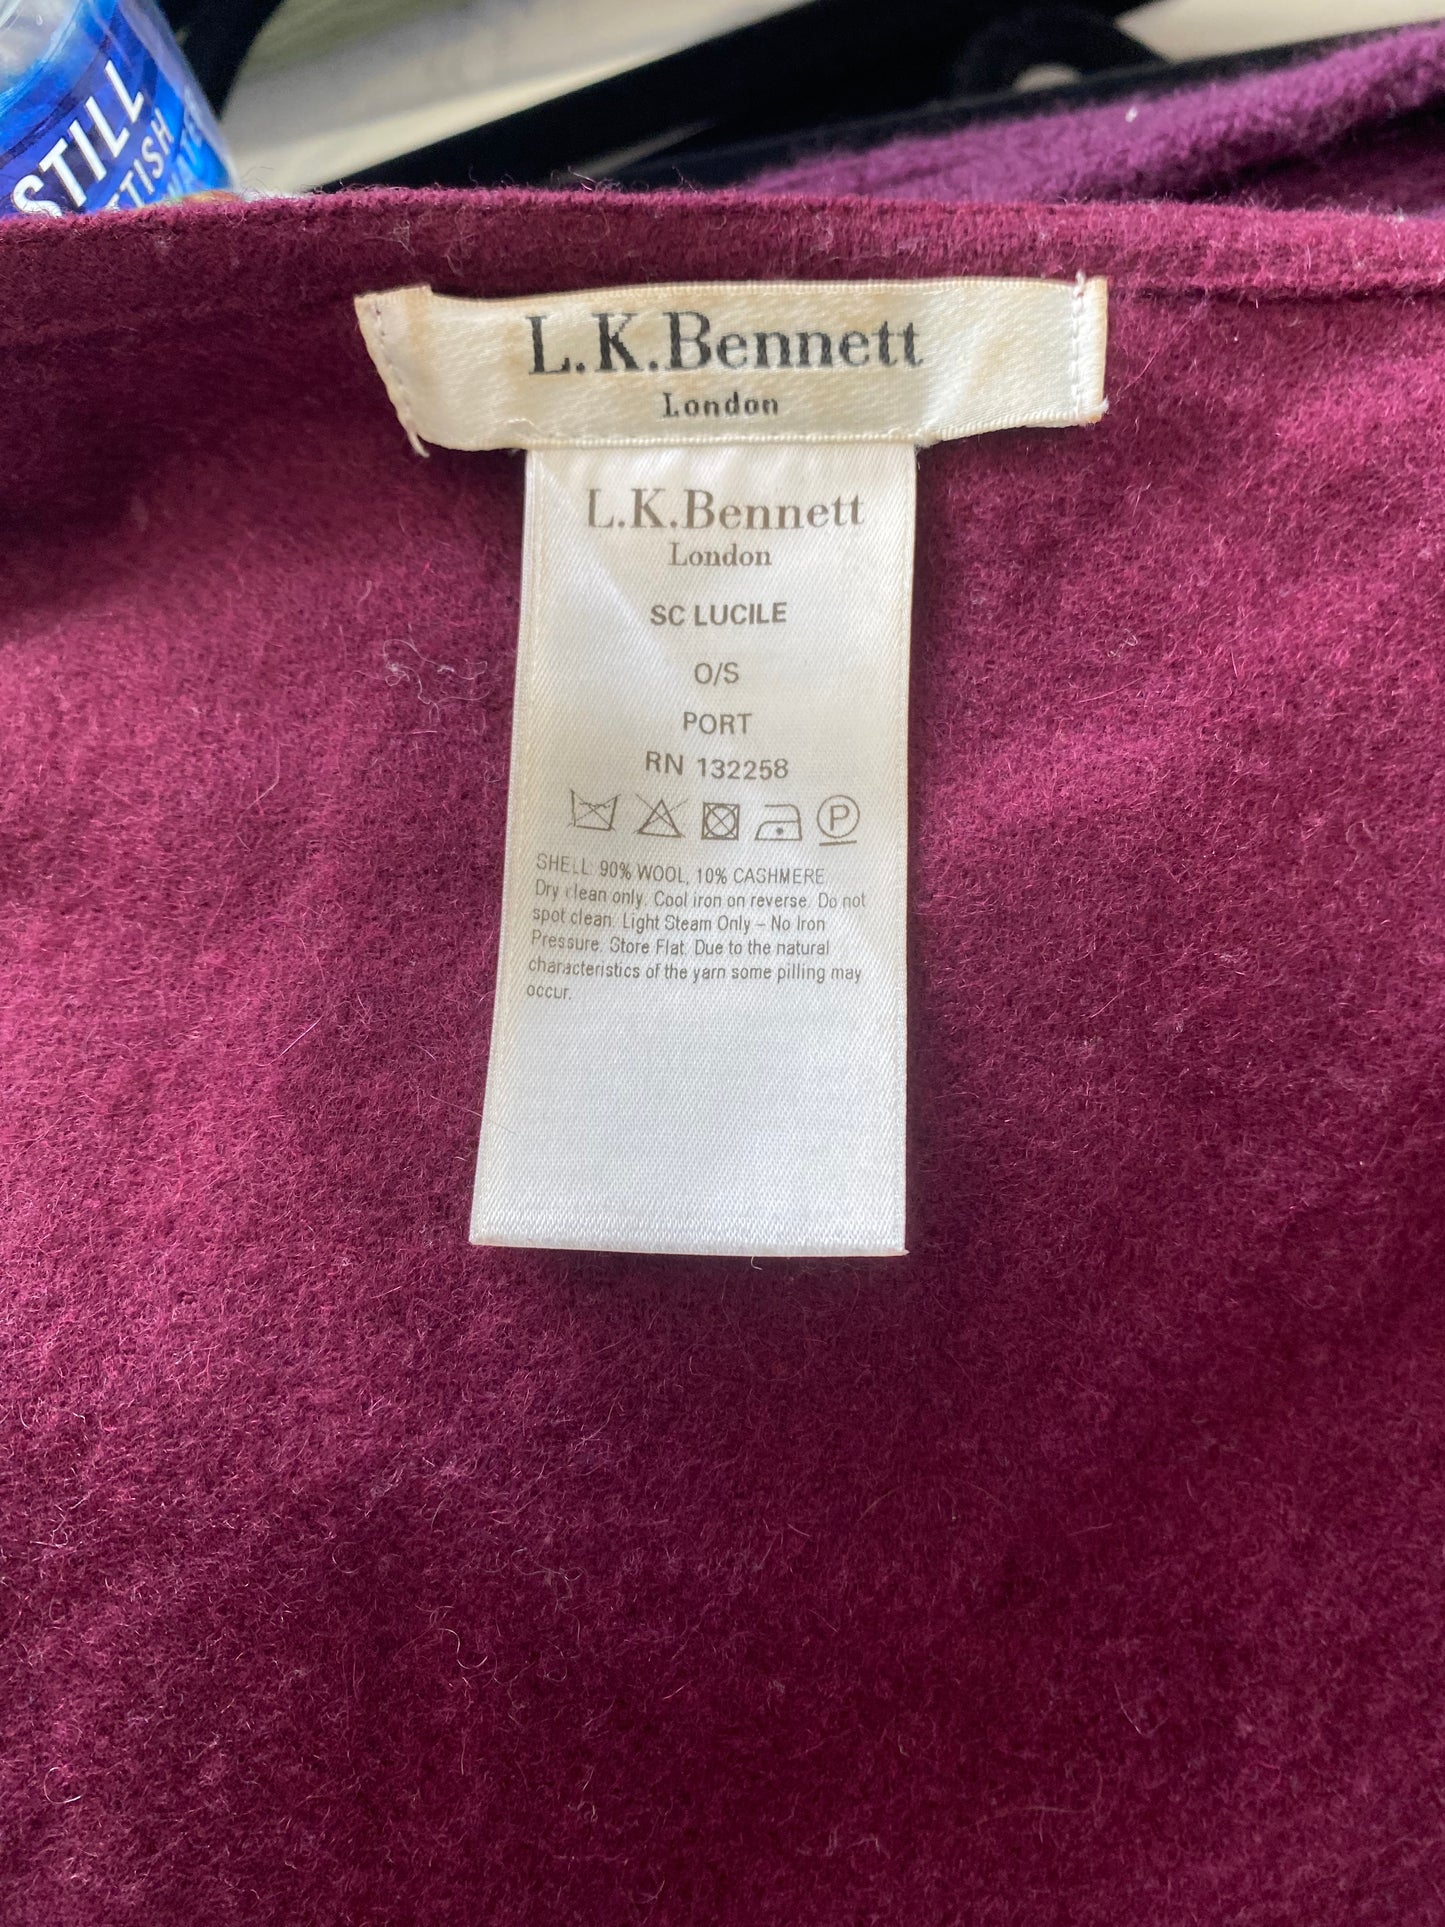 STILL
L.K.Bennett
London
L.K.Bennett
London
SC LUCILE
O/S
PORT
RN 132258
P
SHELL: 90% WOOL, 10% CASHMERE
Dry clean only. Cool iron on reverse. Do not
spot clean. Light Steam Only – No Iron
Pressure. Store Flat. Due to the natural
characteristics of the yarn some pilling may
occur.